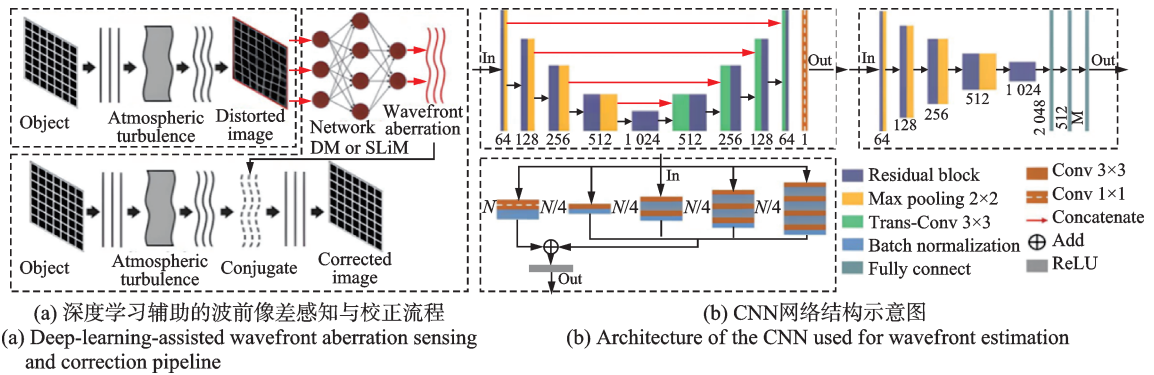 Object
Atmospheric
turbulence
Distorted
image
Network
DM or SLiM
Wavefront
aberration
Object
Atmospheric
turbulence
Conjugate
Corrected
image
In
64
128
256
512
1 024
512
256
128
64
1
Out
In
64
128
256
512
1 024
2 048
512
M
Out
In
N
N/4
N/4
N/4
N/4
Out
Residual block
Max pooling 2×2
Trans-Conv 3×3
Batch normalization
Fully connect
Conv 3×3
Conv 1×1
Concatenate
Add
ReLU
(a) 深度学习辅助的波前像差感知与校正流程
(a) Deep-learning-assisted wavefront aberration sensing
and correction pipeline
(b) CNN网络结构示意图
(b) Architecture of the CNN used for wavefront estimation